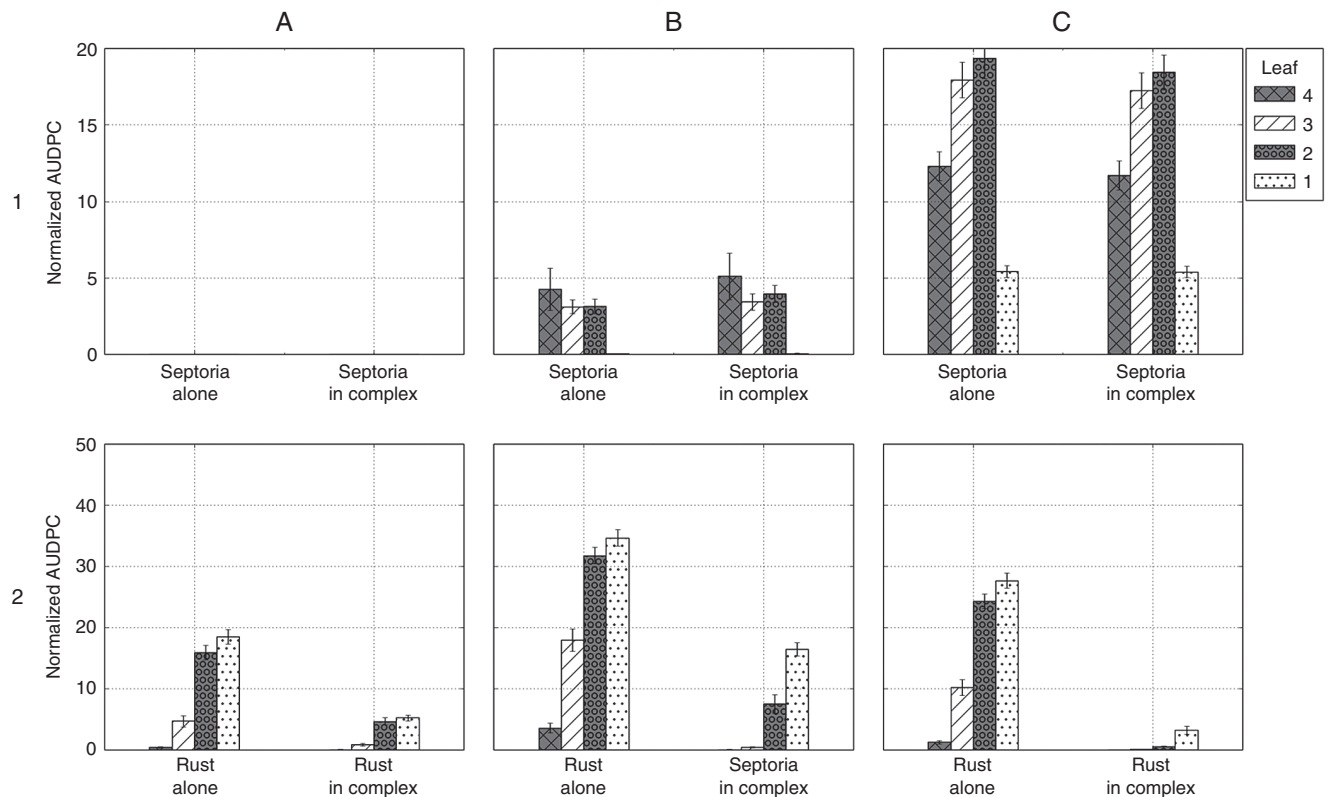 A
B
C
1
Normalized AUDPC
20
15
10
5
0
Septoria alone
Septoria in complex
Septoria alone
Septoria in complex
Septoria alone
Septoria in complex
Leaf
4
3
2
1
2
Normalized AUDPC
50
40
30
20
10
0
Rust alone
Rust in complex
Rust alone
Septoria in complex
Rust alone
Rust in complex